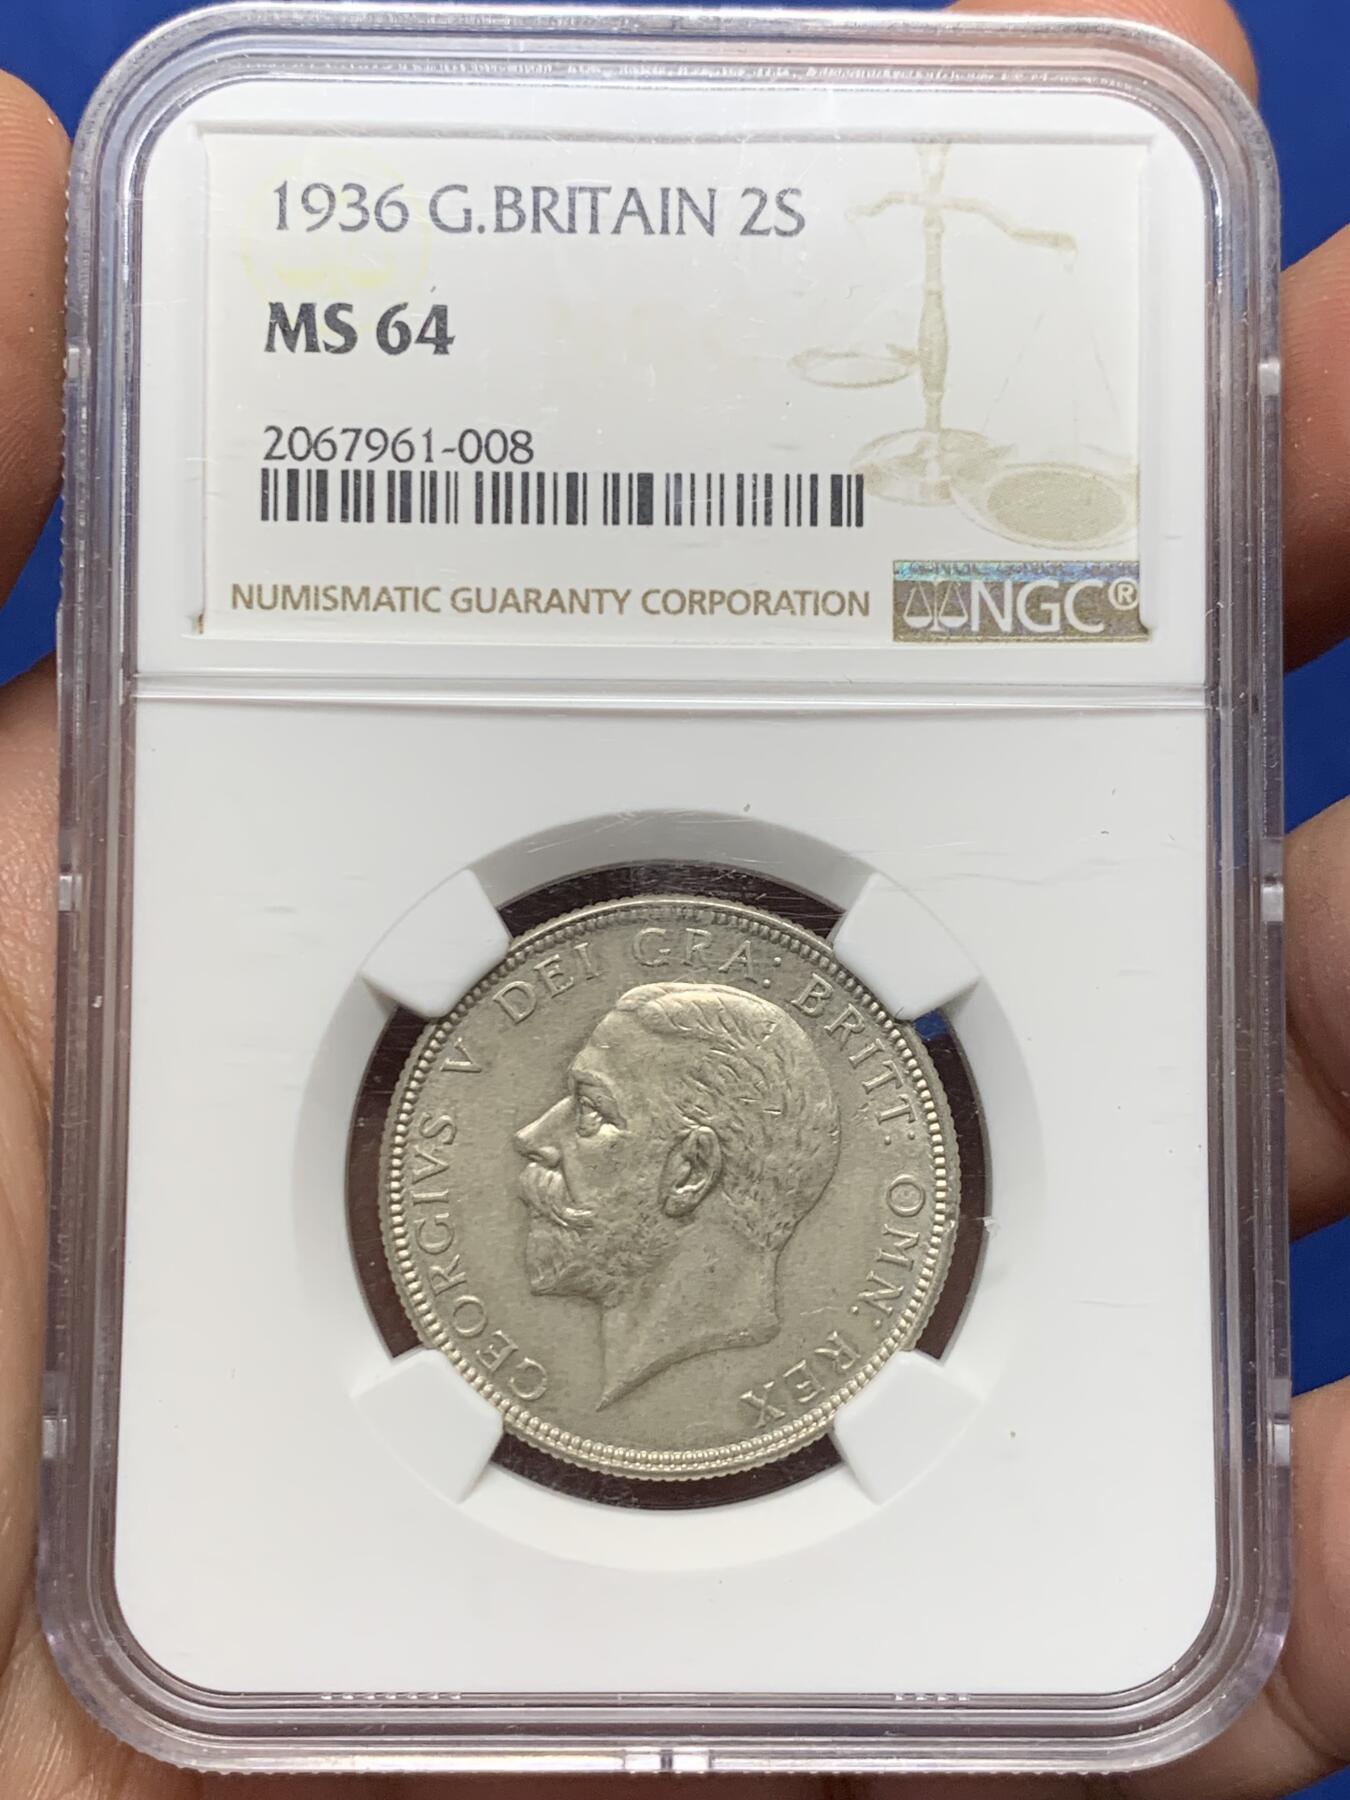 1936 G.BRITAIN 2S
MS 64
2067961-008
NUMISMATIC GUARANTY CORPORATION
NGC®
GEORGIVS V DEI GRA: BRITT: OMN: REX